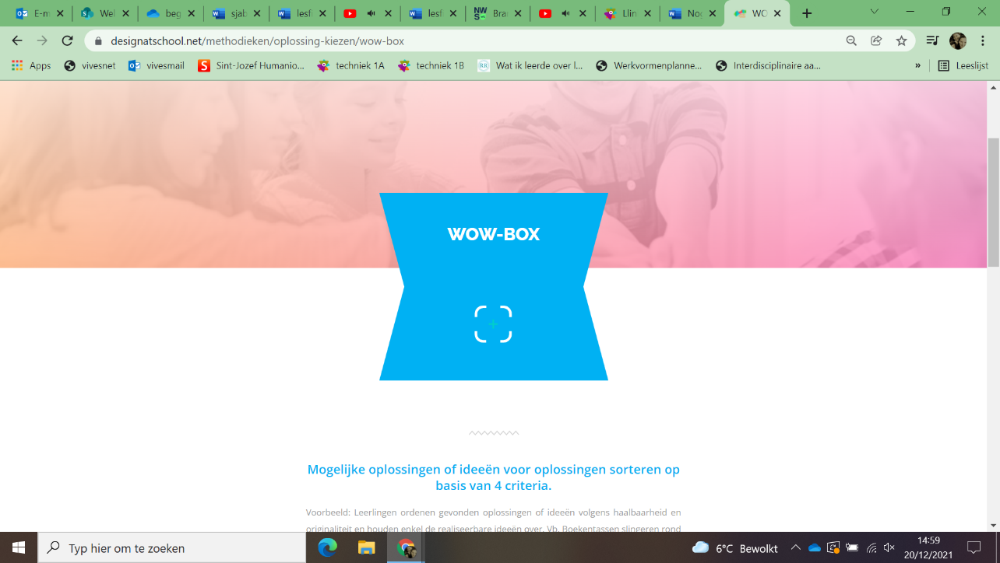 E-m
Wel
beg
sjab
lesfi
lesfi
Bra
Llin
Nog
WO
designatschool.net/methodieken/oplossing-kiezen/wow-box
Apps
vivesnet
vivesmail
Sint-Jozef Humanio...
techniek 1A
techniek 1B
Wat ik leerde over l...
Werkvormenplanne...
Interdisciplinaire aa...
»
Leeslijst
WOW-BOX
Mogelijke oplossingen of ideeën voor oplossingen sorteren op
basis van 4 criteria.
Voorbeeld: Leerlingen ordenen gevonden oplossingen of ideeën volgens haalbaarheid en
originaliteit en houden enkel de realiseerbare ideeën over. Vb. Boekentassen slingeren rond
Typ hier om te zoeken
6°C Bewolkt
14:59
20/12/2021